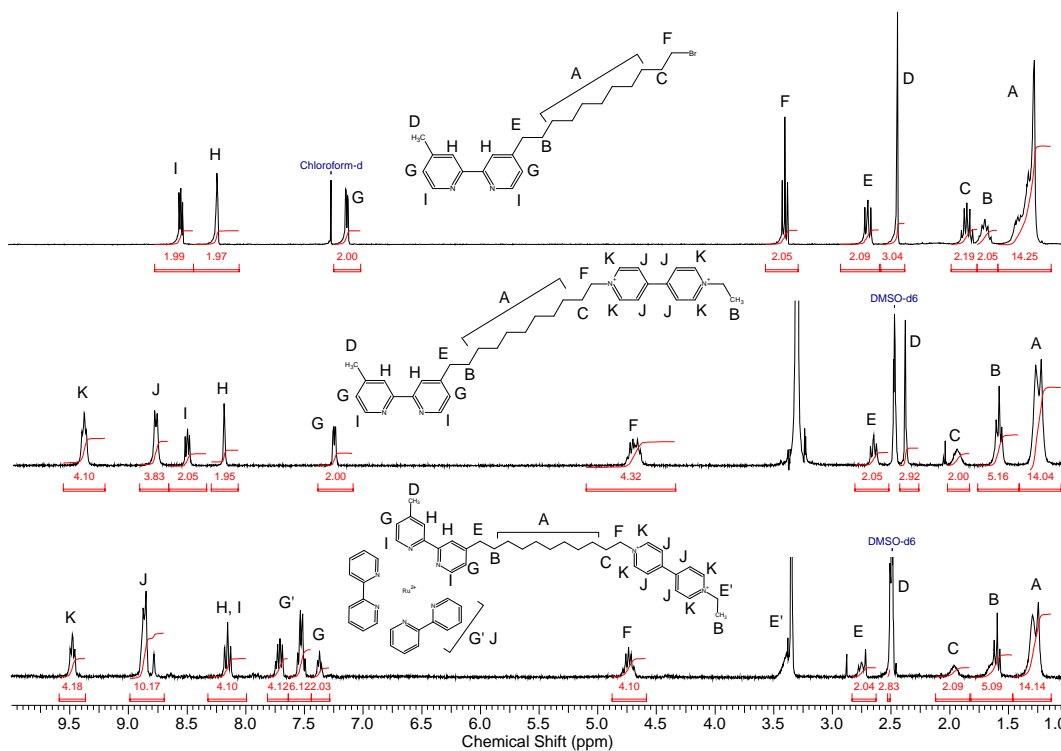 F
Br
A
C
D
H₃C
H
H
E
B
G
G
N
N
I
I
I
H
Chloroform-d
G
F
E
D
C
B
A
1.99
1.97
2.00
2.05
2.09
3.04
2.19
2.05
14.25
K
J
J
K
F
N⁺
N⁺
CH₃
B
K
J
J
K
C
A
D
H₃C
H
H
E
B
G
G
N
N
I
I
K
J
I
H
G
F
E
DMSO-d6
D
C
B
A
4.10
3.83
2.05
1.95
2.00
4.32
2.05
2.92
2.00
5.16
14.04
CH₃
D
G
H
H
E
A
B
F
C
K
J
J
K
I
N
N
G
I
N⁺
K
J
J
K
N⁺
E'
CH₃
B
N
N
Ru²⁺
N
N
G' J
K
J
H, I
G'
G
F
E'
E
DMSO-d6
D
C
B
A
4.18
10.17
4.10
4.12
6.12
2.03
4.10
2.04
2.83
2.09
5.09
14.14
9.5
9.0
8.5
8.0
7.5
7.0
6.5
6.0
5.5
5.0
4.5
4.0
3.5
3.0
2.5
2.0
1.5
1.0
Chemical Shift (ppm)